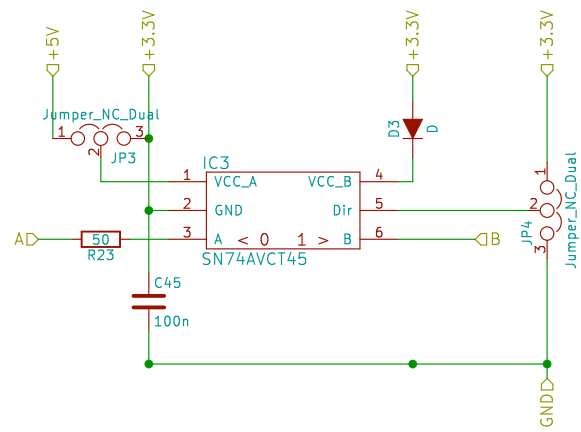 +5V
+3.3V
+3.3V
+3.3V
Jumper_NC_Dual
1
3
2
JP3
D3
D
IC3
1
VCC_A
VCC_B
4
2
GND
Dir
5
3
A
< 0
1 >
B
6
SN74AVCT45
A
50
R23
B
1
2
3
JP4
Jumper_NC_Dual
C45
100n
GND